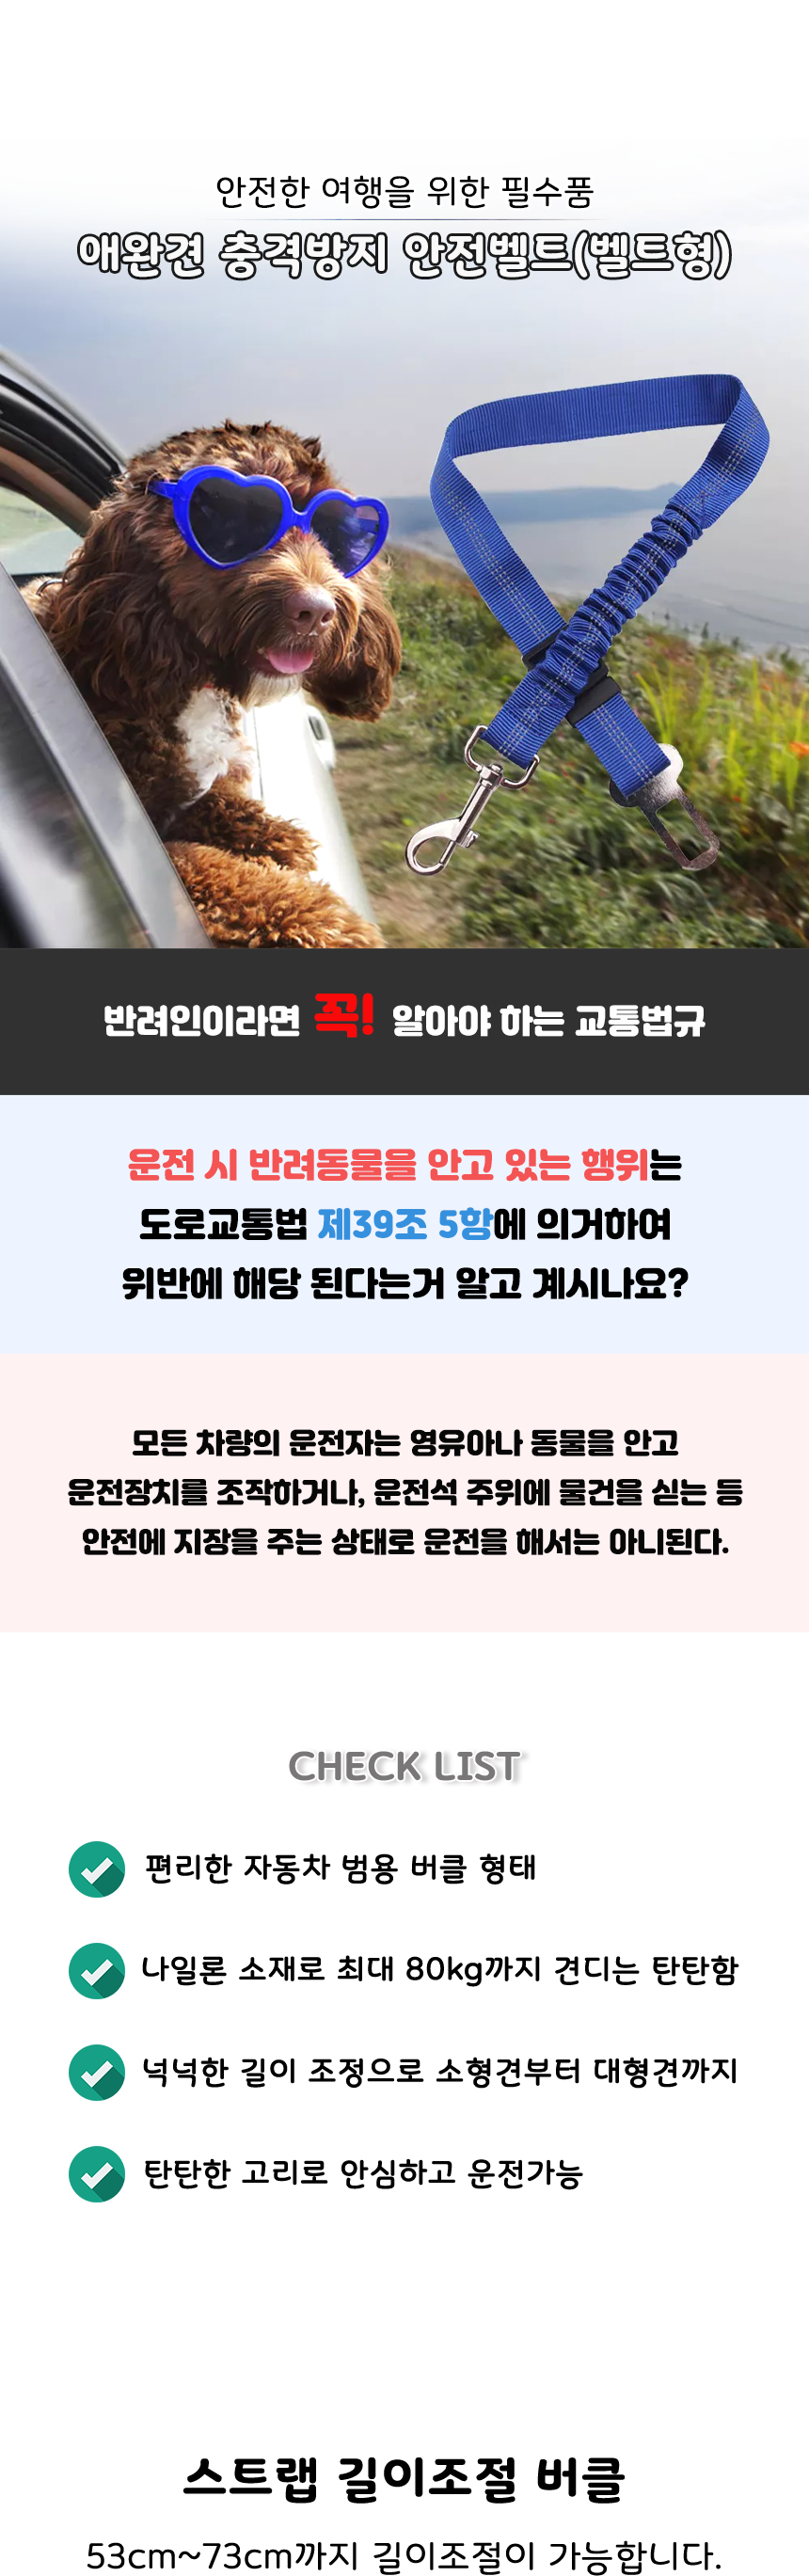 안전한 여행을 위한 필수품
애완견 충격방지 안전벨트(벨트형)
반려인이라면 꼭! 알아야 하는 교통법규
운전 시 반려동물을 안고 있는 행위는
도로교통법 제39조 5항에 의거하여
위반에 해당 된다는거 알고 계시나요?
모든 차량의 운전자는 영유아나 동물을 안고
운전장치를 조작하거나, 운전석 주위에 물건을 싣는 등
안전에 지장을 주는 상태로 운전을 해서는 아니된다.
CHECK LIST
편리한 자동차 범용 버클 형태
나일론 소재로 최대 80kg까지 견디는 탄탄함
넉넉한 길이 조정으로 소형견부터 대형견까지
탄탄한 고리로 안심하고 운전가능
스트랩 길이조절 버클
53cm~73cm까지 길이조절이 가능합니다.